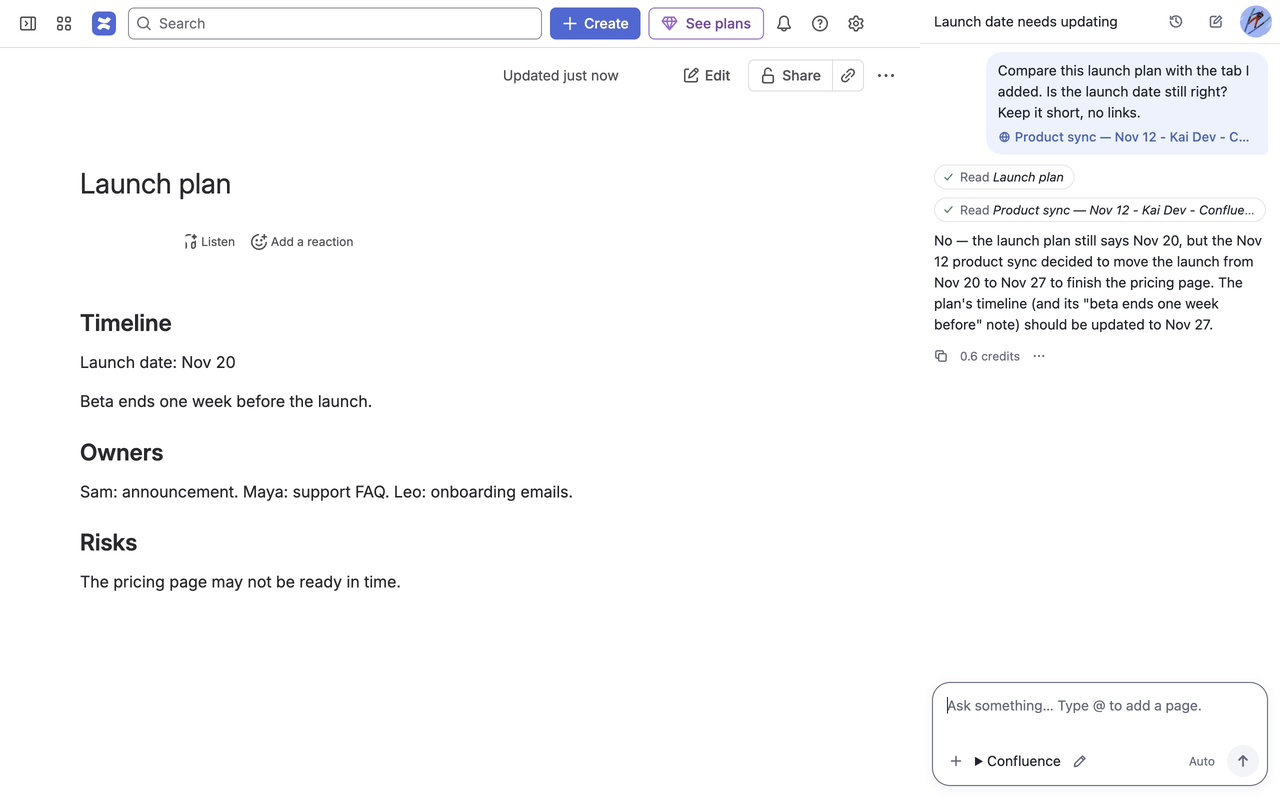 Search
Create
See plans
Updated just now
Edit
Share
Launch plan
Listen
Add a reaction
Timeline
Launch date: Nov 20
Beta ends one week before the launch.
Owners
Sam: announcement. Maya: support FAQ. Leo: onboarding emails.
Risks
The pricing page may not be ready in time.
Launch date needs updating
Compare this launch plan with the tab I
added. Is the launch date still right?
Keep it short, no links.
Product sync — Nov 12 - Kai Dev - C...
Read Launch plan
Read Product sync — Nov 12 - Kai Dev - Conflue...
No — the launch plan still says Nov 20, but the Nov
12 product sync decided to move the launch from
Nov 20 to Nov 27 to finish the pricing page. The
plan's timeline (and its "beta ends one week
before" note) should be updated to Nov 27.
0.6 credits
Ask something... Type @ to add a page.
Confluence
Auto